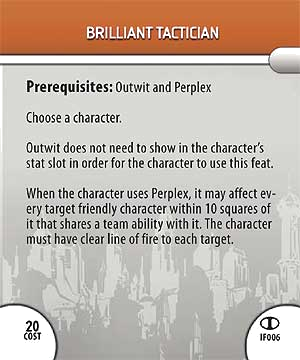 BRILLIANT TACTICIAN
Prerequisites: Outwit and Perplex
Choose a character.
Outwit does not need to show in the character's
stat slot in order for the character to use this feat.
When the character uses Perplex, it may affect ev-
ery target friendly character within 10 squares of
it that shares a team ability with it. The character
must have clear line of fire to each target.
20
COST
IF006